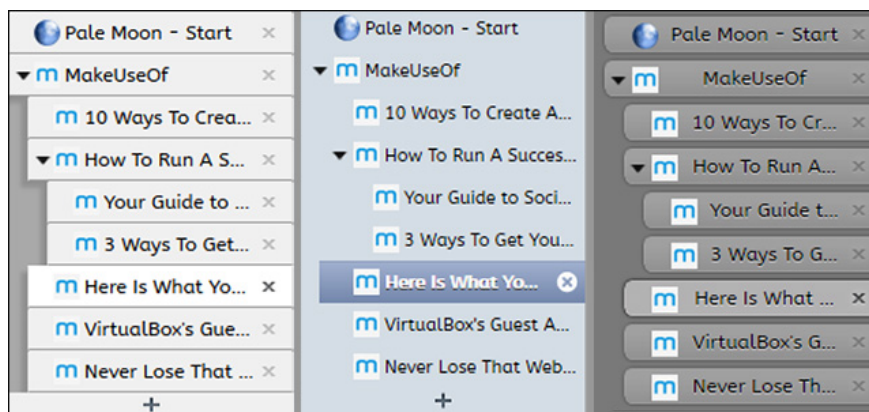 Pale Moon - Start
MakeUseOf
10 Ways To Crea...
How To Run A S...
Your Guide to ...
3 Ways To Get...
Here Is What Yo...
VirtualBox's Gue...
Never Lose That ...
Pale Moon - Start
MakeUseOf
10 Ways To Create A...
How To Run A Succes...
Your Guide to Soci...
3 Ways To Get You...
Here Is What Yo...
VirtualBox's Guest A...
Never Lose That Web...
Pale Moon - Start
MakeUseOf
10 Ways To Cr...
How To Run A...
Your Guide t...
3 Ways To G...
Here Is What ...
VirtualBox's G...
Never Lose Th...